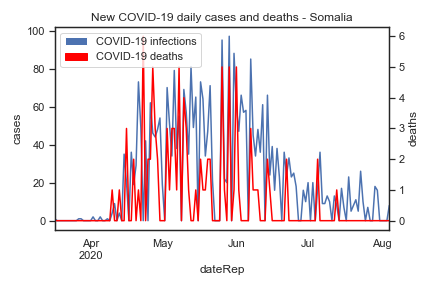 New COVID-19 daily cases and deaths - Somalia
COVID-19 infections
COVID-19 deaths
100
80
60
40
20
0
cases
6
5
4
3
2
1
0
deaths
Apr
2020
May
Jun
Jul
Aug
dateRep